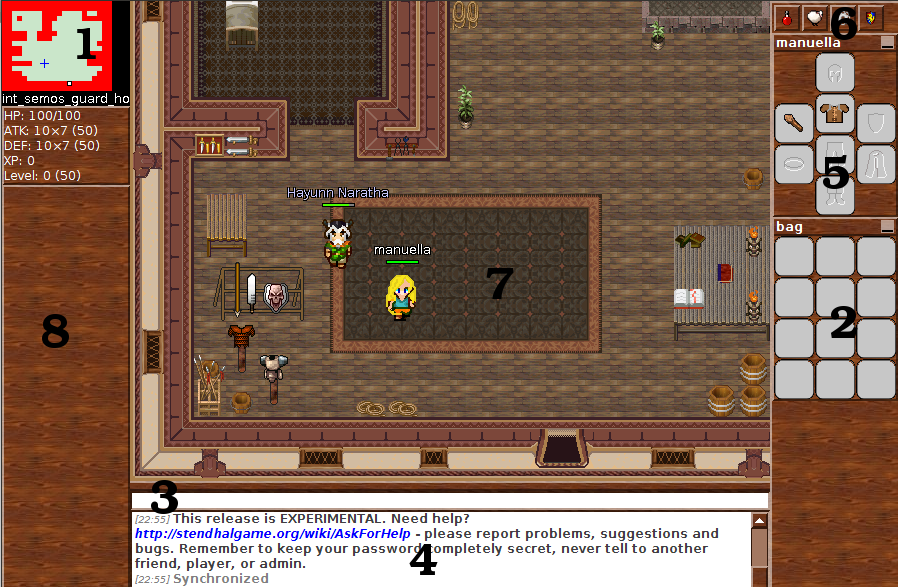 1
int_semos_guard_ho
HP: 100/100
ATK: 10×7 (50)
DEF: 10×7 (50)
XP: 0
Level: 0 (50)
8
Hayunn Naratha
manuella
7
6
manuella
5
bag
2
3
[22:55] This release is EXPERIMENTAL. Need help?
http://stendhalgame.org/wiki/AskForHelp - please report problems, suggestions and
bugs. Remember to keep your password completely secret, never tell to another
friend, player, or admin.
4
[22:55] Synchronized